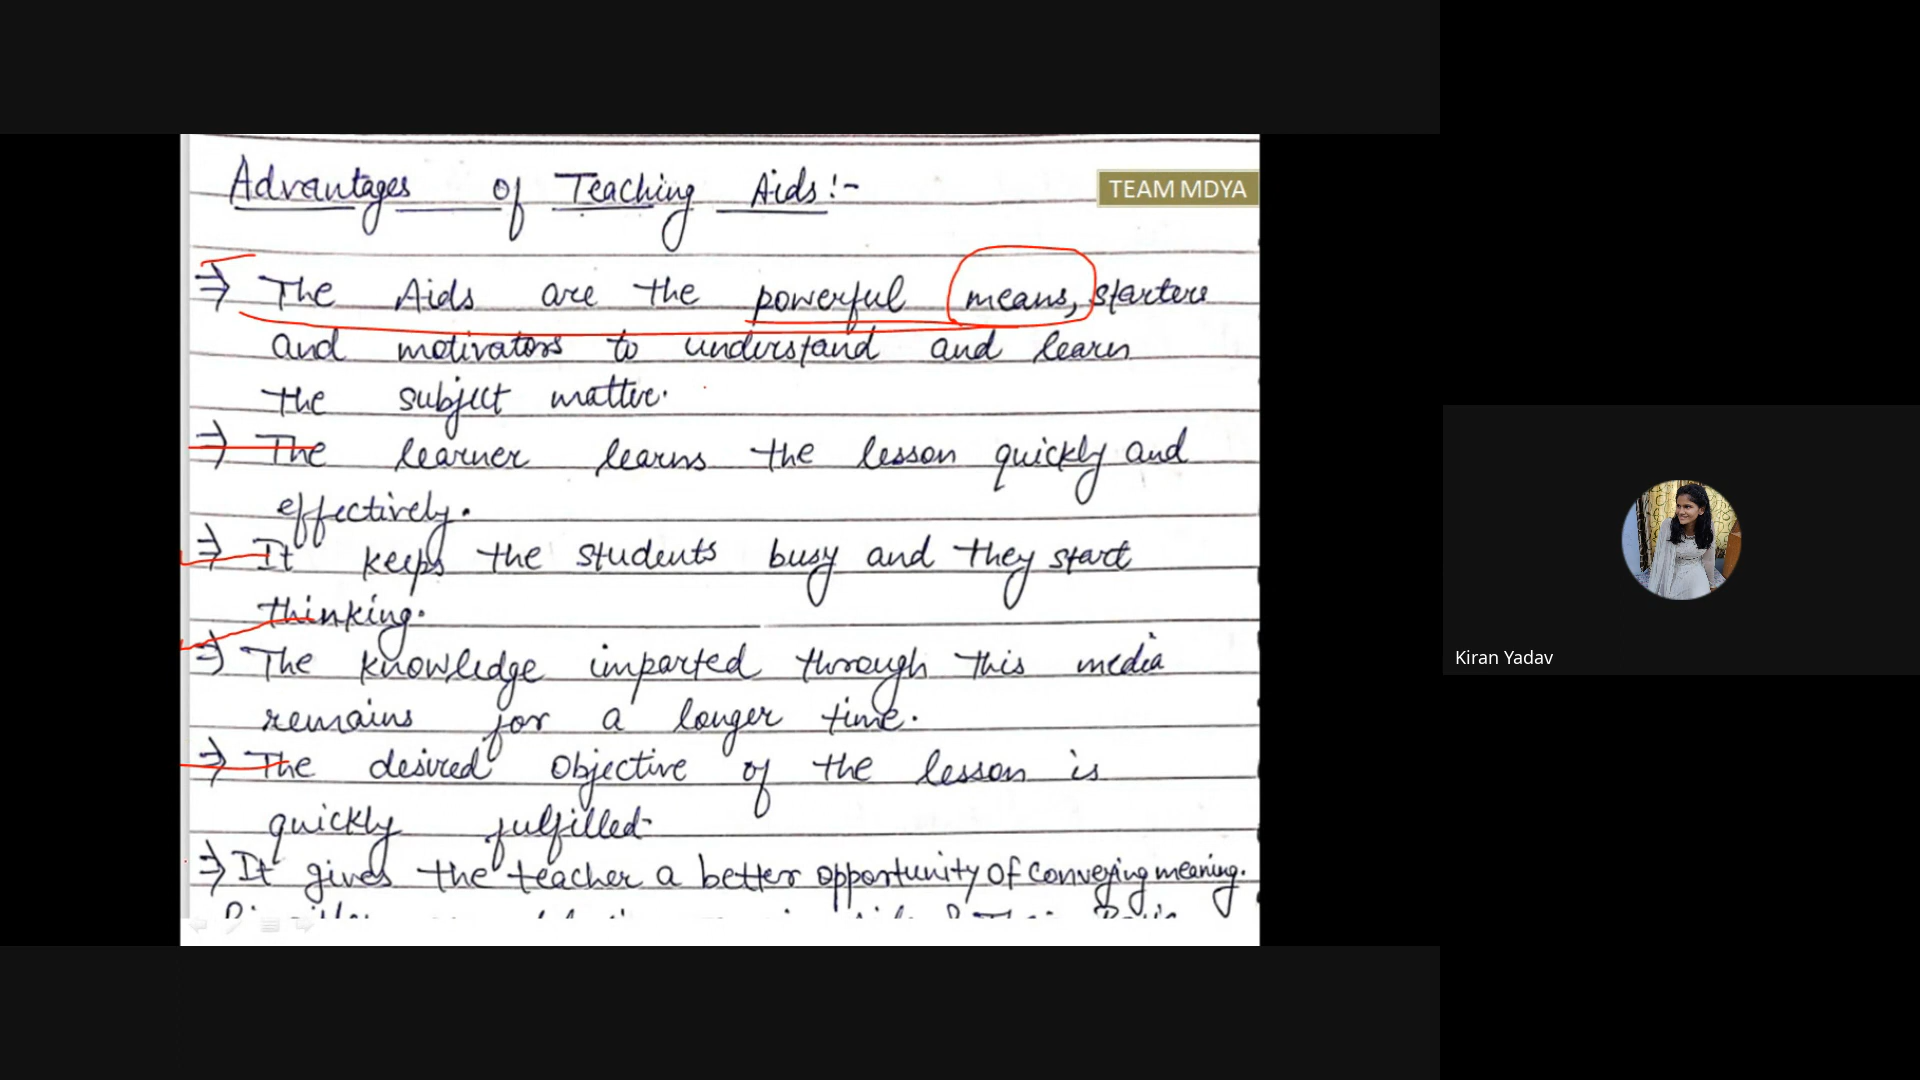 Advantages of Teaching Aids!-
TEAM MDYA
⇒ The Aids are the powerful means, starters
and motivators to understand and learn
the subject matter.
⇒ The learner learns the lesson quickly and
effectively.
⇒ It keeps the students busy and they start
thinking.
⇒ The knowledge imparted through this media
remains for a longer time.
⇒ The desired Objective of the lesson is
quickly fulfilled.
⇒ It gives the teacher a better opportunity of conveying meaning.
Kiran Yadav